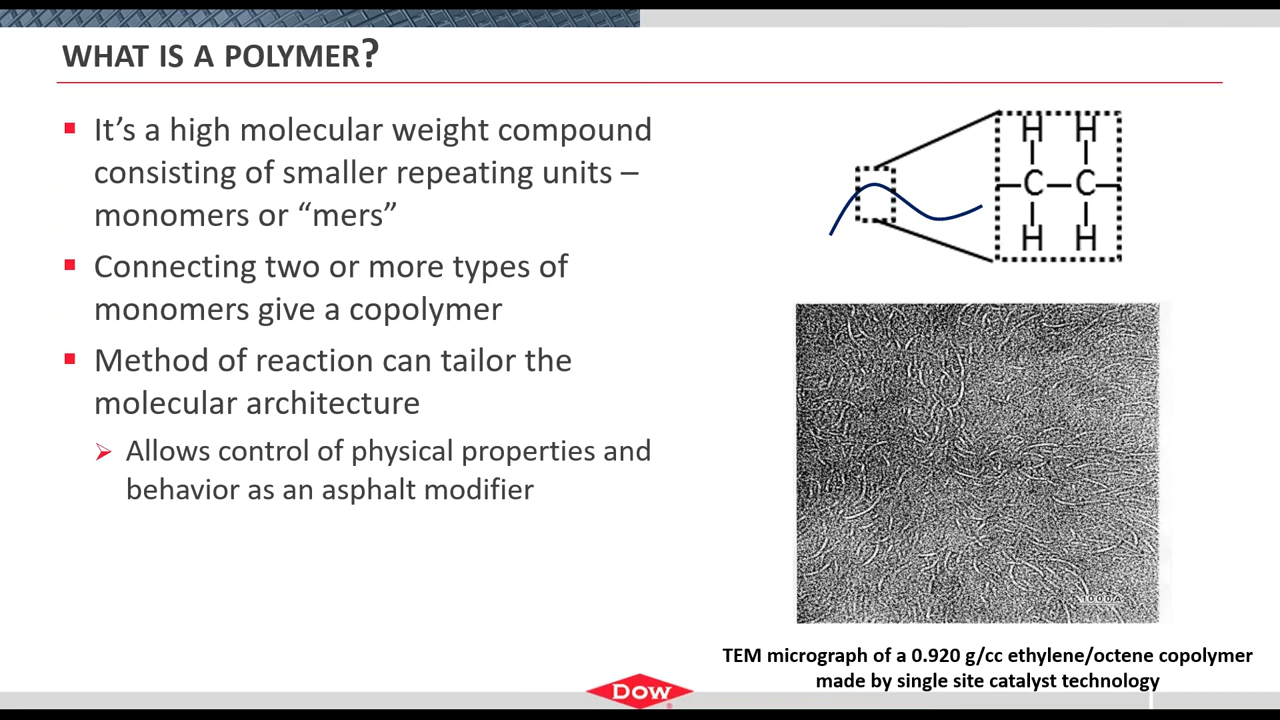 WHAT IS A POLYMER?
It’s a high molecular weight compound
consisting of smaller repeating units –
monomers or “mers”
Connecting two or more types of
monomers give a copolymer
Method of reaction can tailor the
molecular architecture
Allows control of physical properties and
behavior as an asphalt modifier
H H
C C
H H
1000A
TEM micrograph of a 0.920 g/cc ethylene/octene copolymer
made by single site catalyst technology
DOW
®